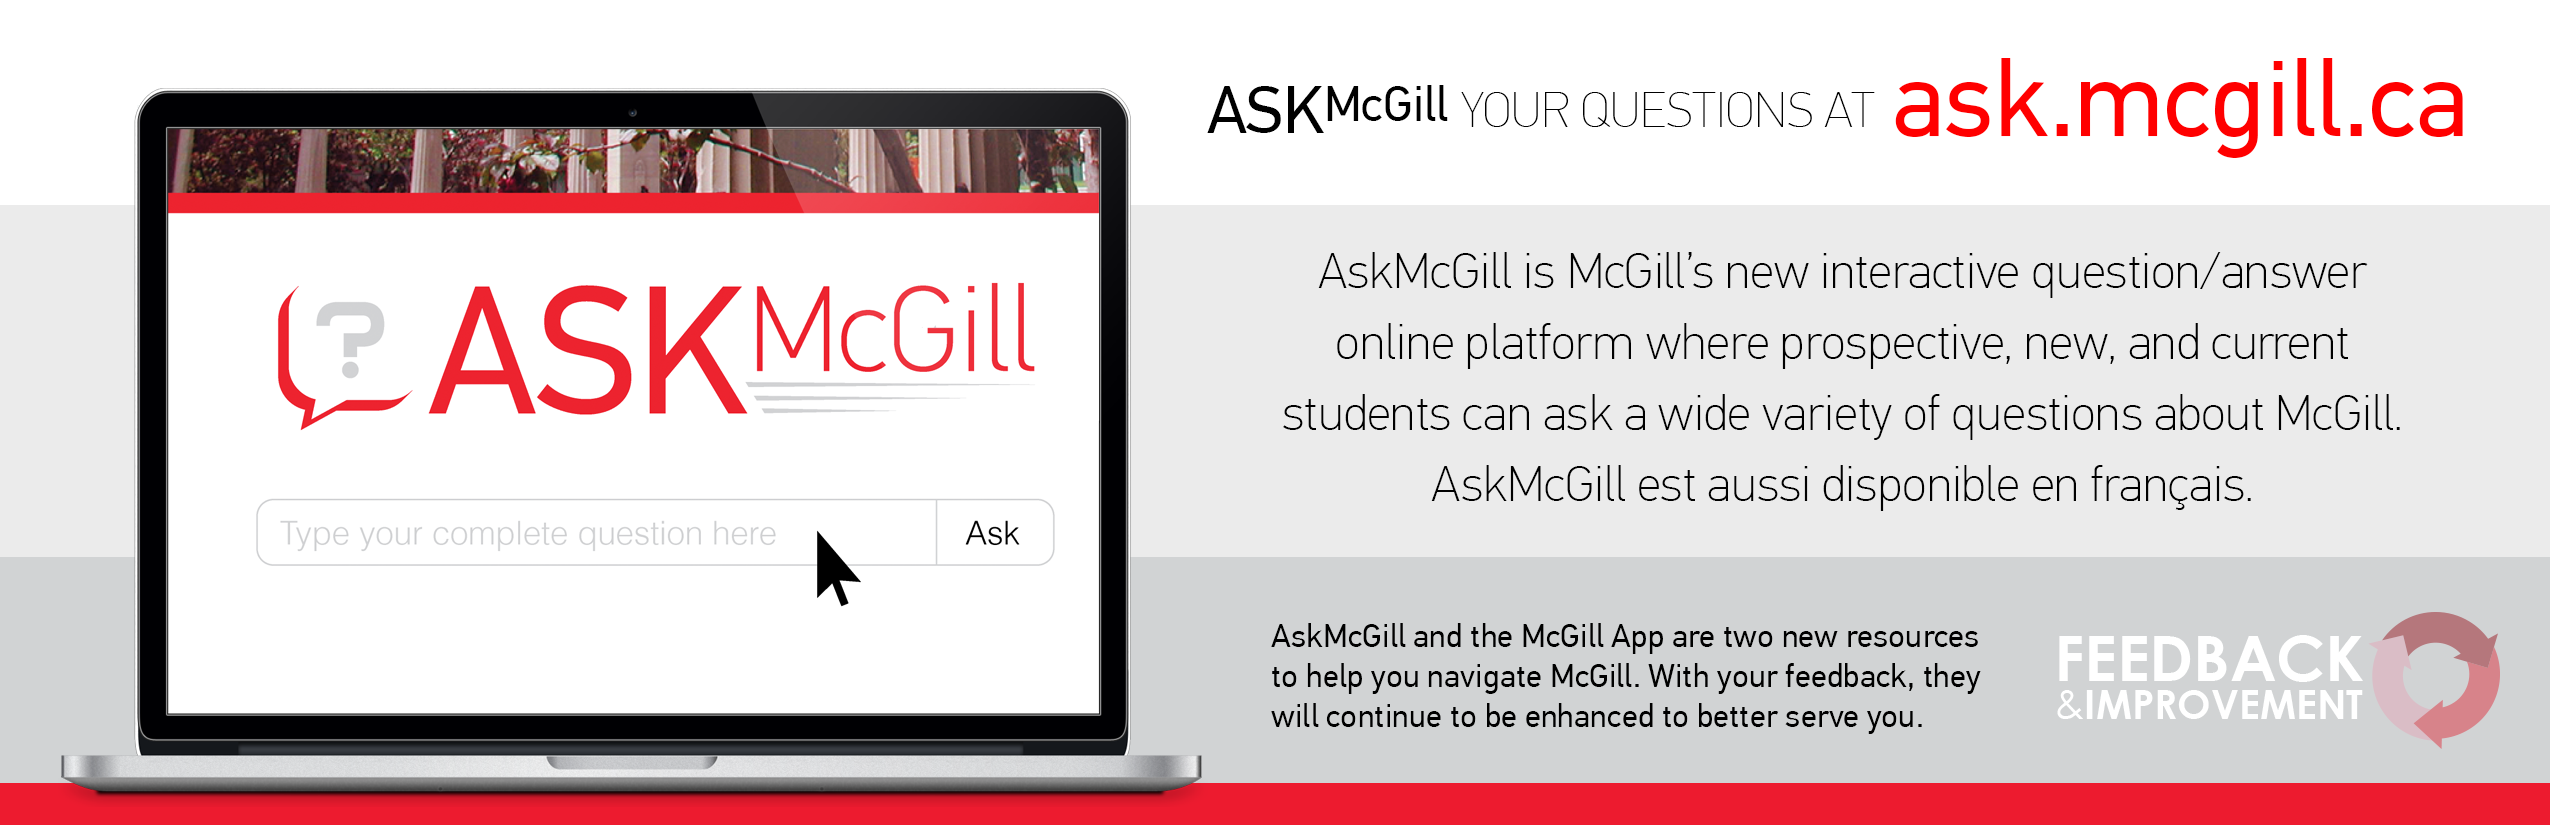 ASKMcGill YOUR QUESTIONS AT ask.mcgill.ca
?ASKMcGill
Type your complete question here Ask
AskMcGill is McGill's new interactive question/answer
online platform where prospective, new, and current
students can ask a wide variety of questions about McGill.
AskMcGill est aussi disponible en français.
AskMcGill and the McGill App are two new resources
to help you navigate McGill. With your feedback, they
will continue to be enhanced to better serve you.
FEEDBACK
&IMPROVEMENT